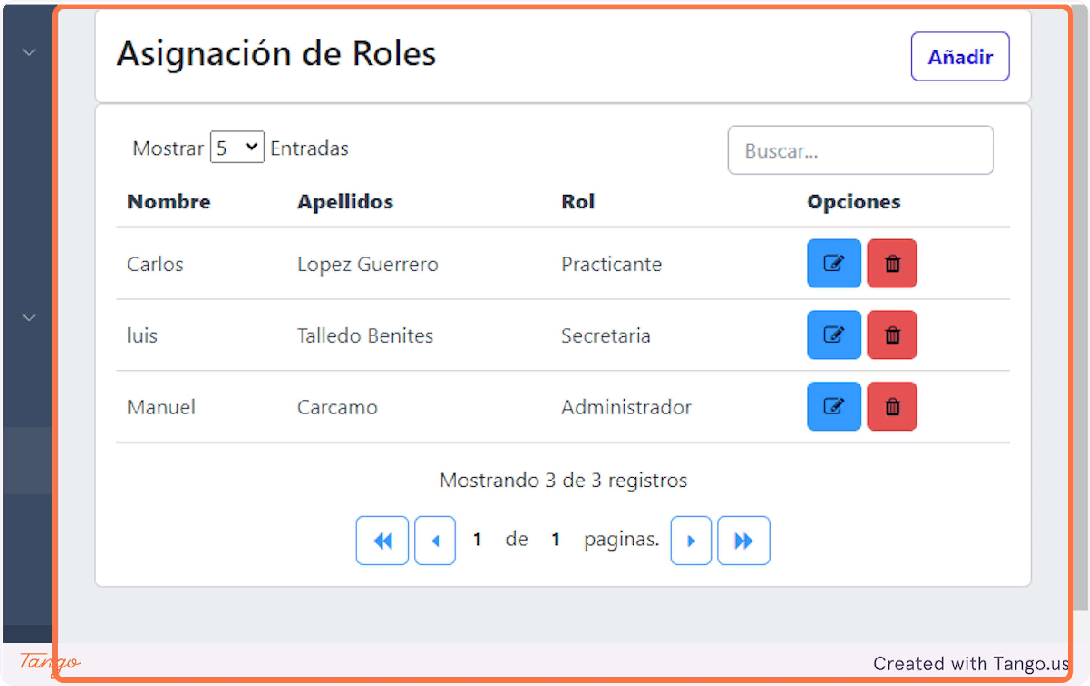 Asignación de Roles
Añadir
Mostrar 5 Entradas
Buscar...
Nombre Apellidos Rol Opciones
Carlos Lopez Guerrero Practicante
luis Talledo Benites Secretaria
Manuel Carcamo Administrador
Mostrando 3 de 3 registros
1 de 1 paginas.
Tango
Created with Tango.us